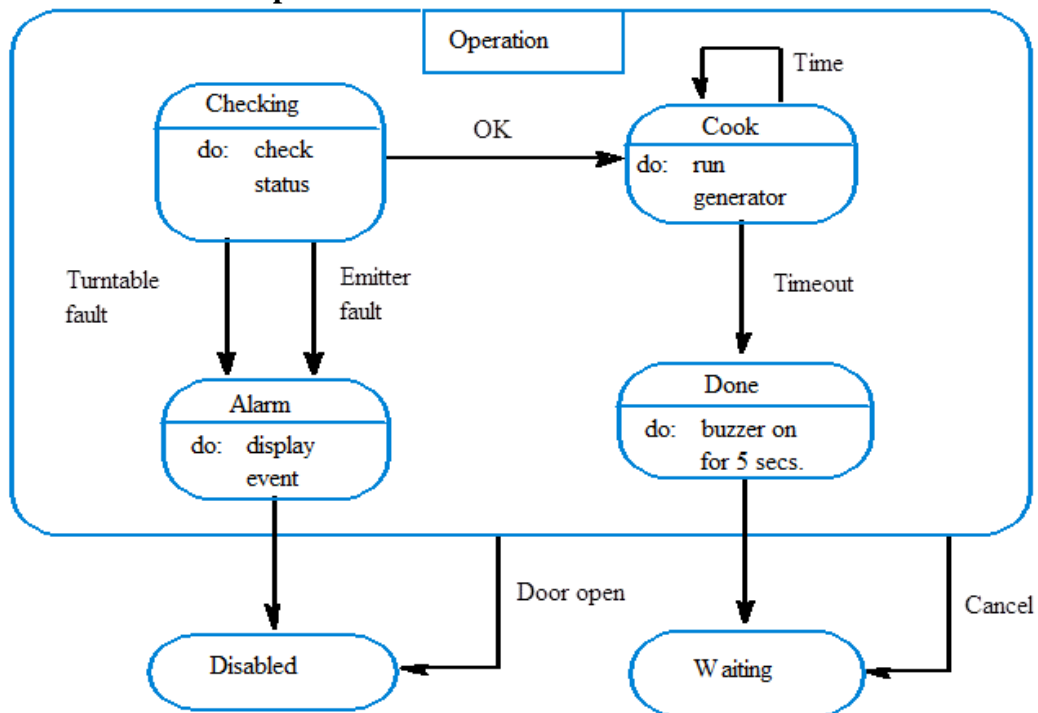 Operation
Time
Checking
Cook
OK
do: check
status
do: run
generator
Turntable
fault
Emitter
fault
Timeout
Alarm
Done
do: display
event
do: buzzer on
for 5 secs.
Door open
Cancel
Disabled
Waiting